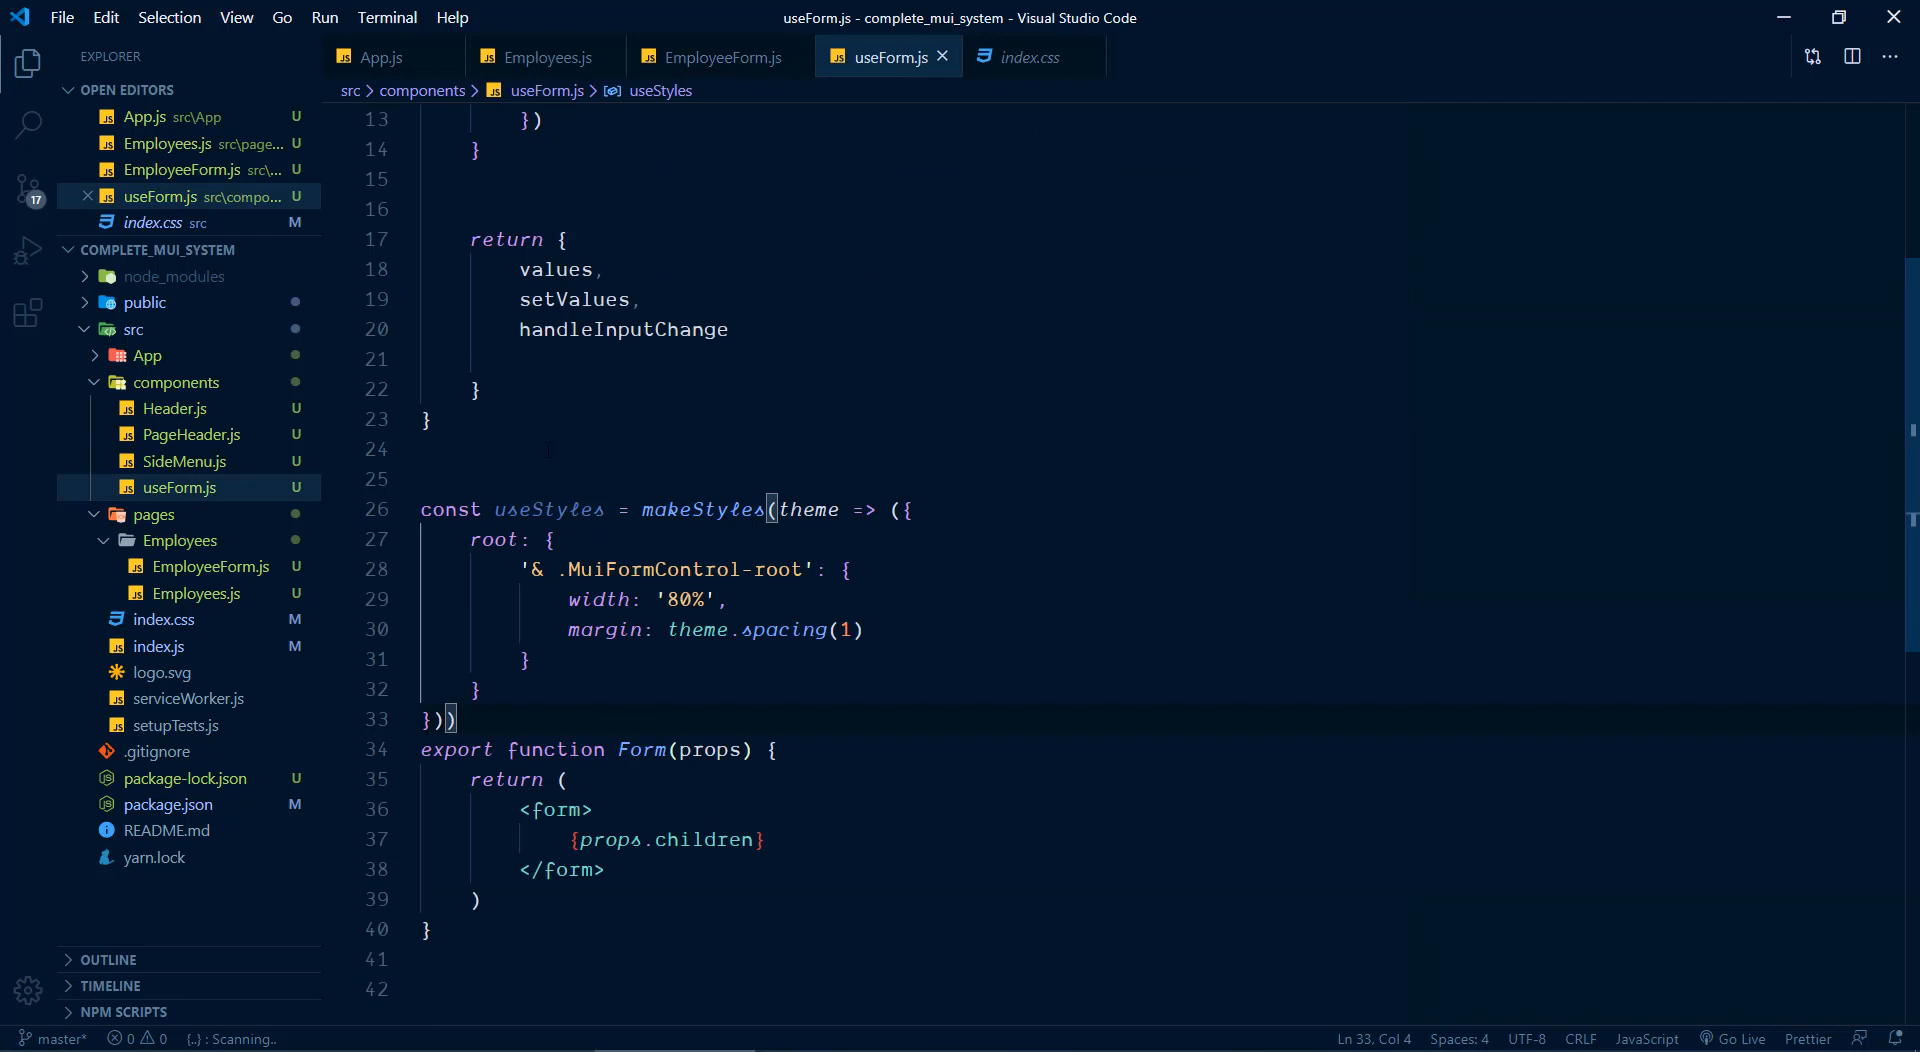 File Edit Selection View Go Run Terminal Help
useForm.js - complete_mui_system - Visual Studio Code
EXPLORER
OPEN EDITORS
App.js src\App U
Employees.js src\page... U
EmployeeForm.js src\... U
useForm.js src\compo... U
index.css src M
COMPLETE_MUI_SYSTEM
node_modules
public
src
App
components
Header.js U
PageHeader.js U
SideMenu.js U
useForm.js U
pages
Employees
EmployeeForm.js U
Employees.js U
index.css M
index.js M
logo.svg
serviceWorker.js
setupTests.js
.gitignore
package-lock.json U
package.json M
README.md
yarn.lock
OUTLINE
TIMELINE
NPM SCRIPTS
17
App.js Employees.js EmployeeForm.js useForm.js index.css
src > components > useForm.js > useStyles
13 })
14 }
15
16
17 return {
18 values,
19 setValues,
20 handleInputChange
21
22 }
23 }
24
25
26 const useStyles = makeStyles(theme => ({
27 root: {
28 '& .MuiFormControl-root': {
29 width: '80%',
30 margin: theme.spacing(1)
31 }
32 }
33 }))
34 export function Form(props) {
35 return (
36 <form>
37 {props.children}
38 </form>
39 )
40 }
41
42
master* 0 0 {..} : Scanning.. Ln 33, Col 4 Spaces: 4 UTF-8 CRLF JavaScript Go Live Prettier